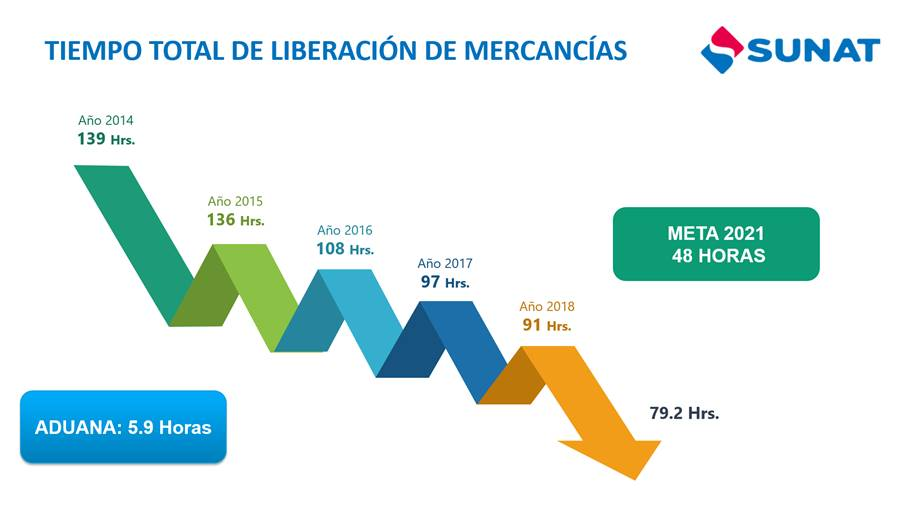 TIEMPO TOTAL DE LIBERACIÓN DE MERCANCÍAS
SUNAT
Año 2014
139 Hrs.
Año 2015
136 Hrs.
Año 2016
108 Hrs.
Año 2017
97 Hrs.
Año 2018
91 Hrs.
META 2021
48 HORAS
79.2 Hrs.
ADUANA: 5.9 Horas